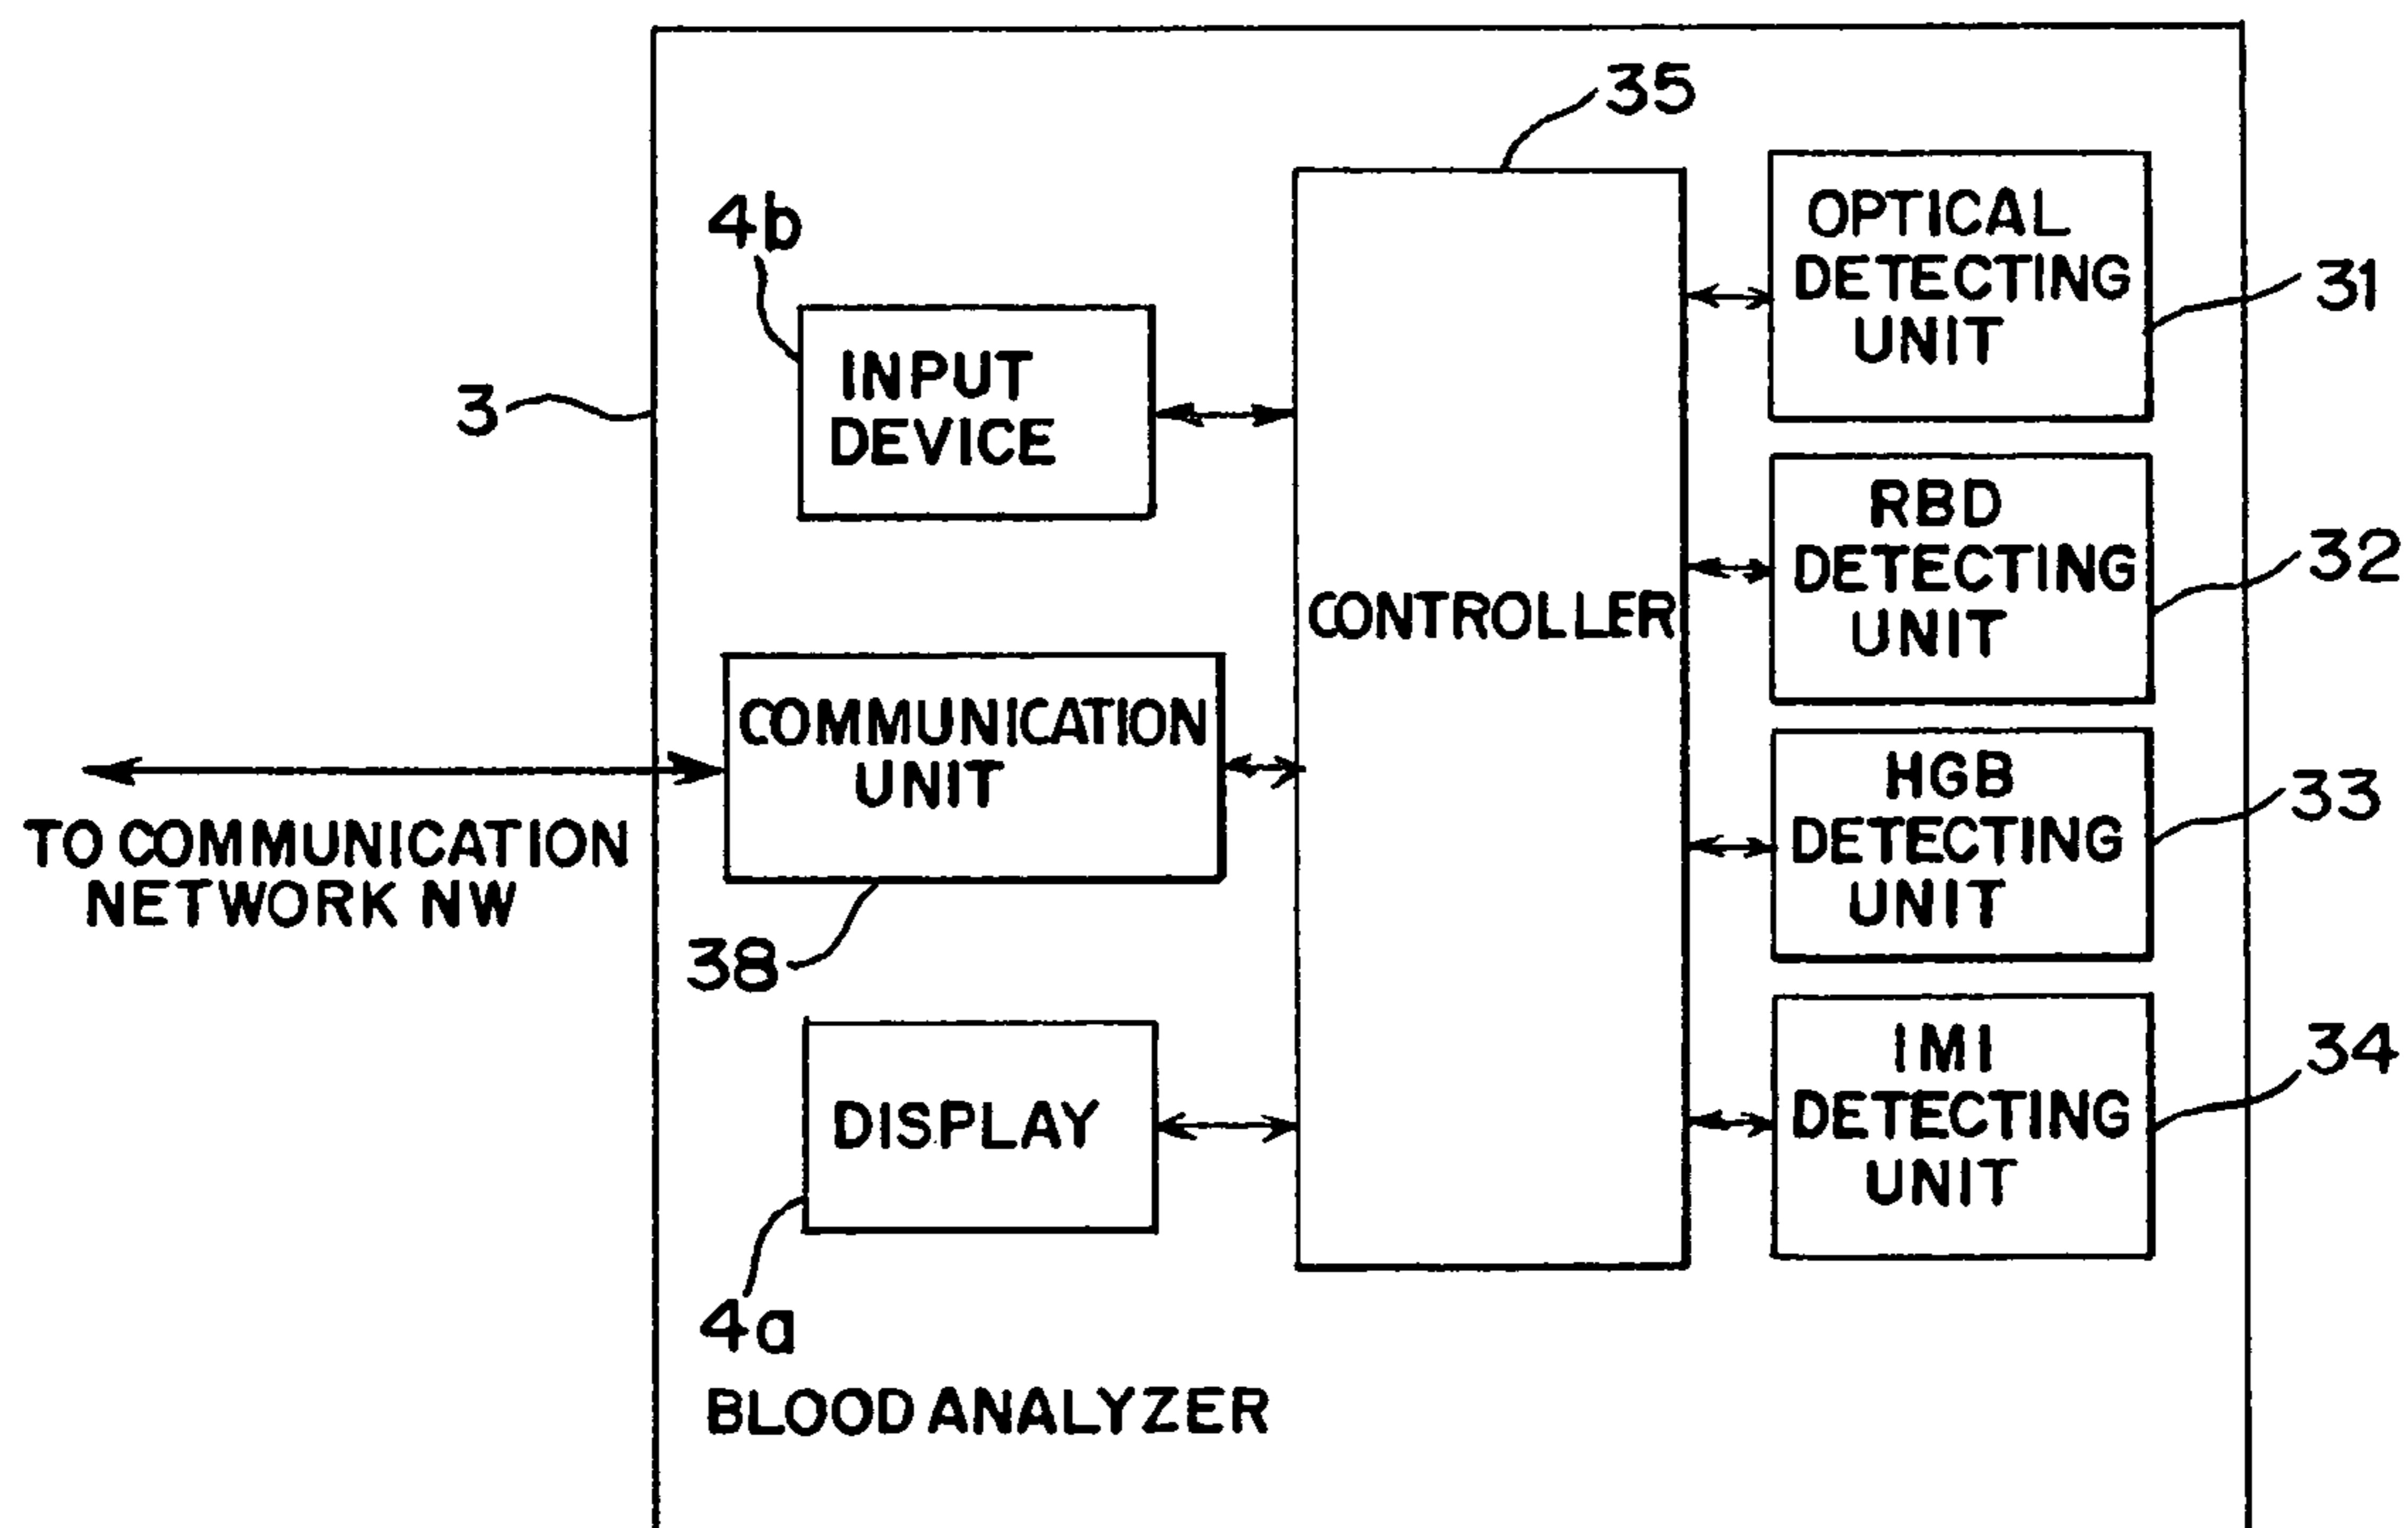 35
4b
OPTICAL
DETECTING
UNIT
31
INPUT
DEVICE
3
RBD
DETECTING
UNIT
32
CONTROLLER
COMMUNICATION
UNIT
TO COMMUNICATION
NETWORK NW
38
HGB
DETECTING
UNIT
33
IMI
DETECTING
UNIT
34
DISPLAY
4a
BLOOD ANALYZER